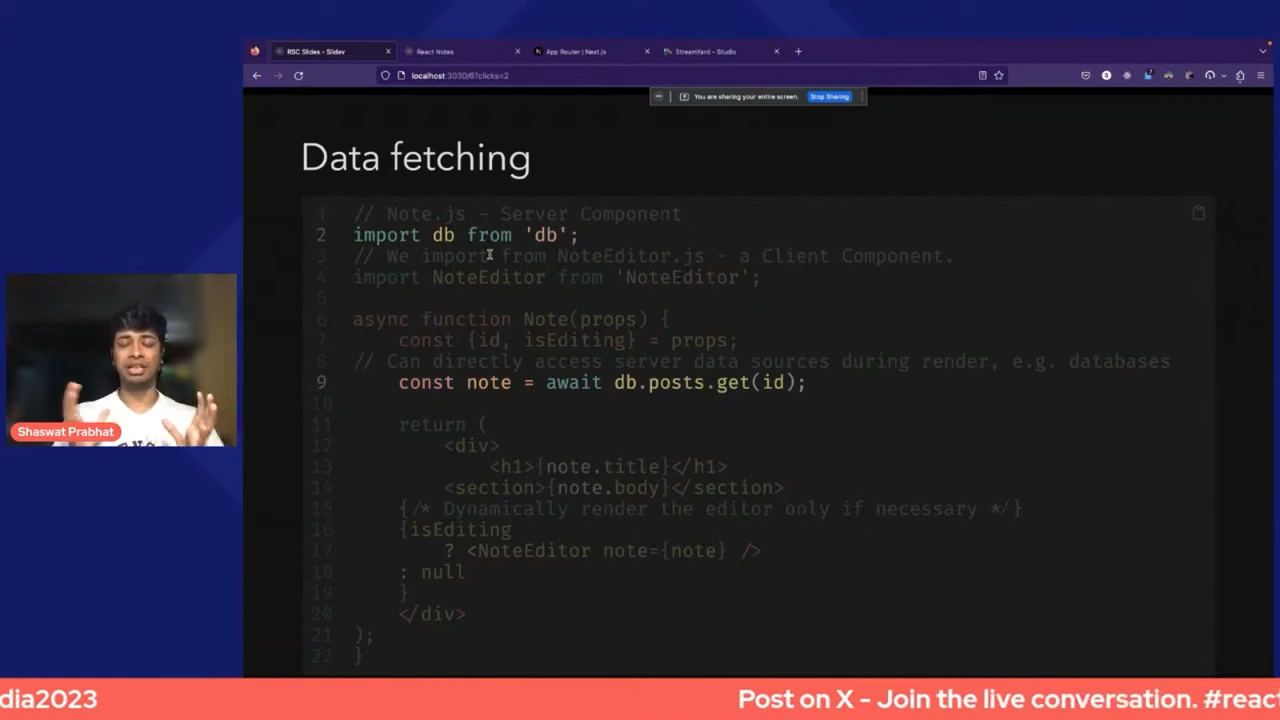 RSC Slides - Slidev
React Notes
App Router | Next.js
StreamYard - Studio
localhost:3030/6?clicks=2
You are sharing your entire screen.
Stop Sharing
Data fetching
1 // Note.js - Server Component
2 import db from 'db';
3 // We import from NoteEditor.js - a Client Component.
4 import NoteEditor from 'NoteEditor';
5
6 async function Note(props) {
7 const {id, isEditing} = props;
8 // Can directly access server data sources during render, e.g. databases
9 const note = await db.posts.get(id);
10
11 return (
12 <div>
13 <h1>{note.title}</h1>
14 <section>{note.body}</section>
15 {/* Dynamically render the editor only if necessary */}
16 {isEditing
17 ? <NoteEditor note={note} />
18 : null
19 }
20 </div>
21 );
22 }
Shaswat Prabhat
dia2023
Post on X - Join the live conversation. #react